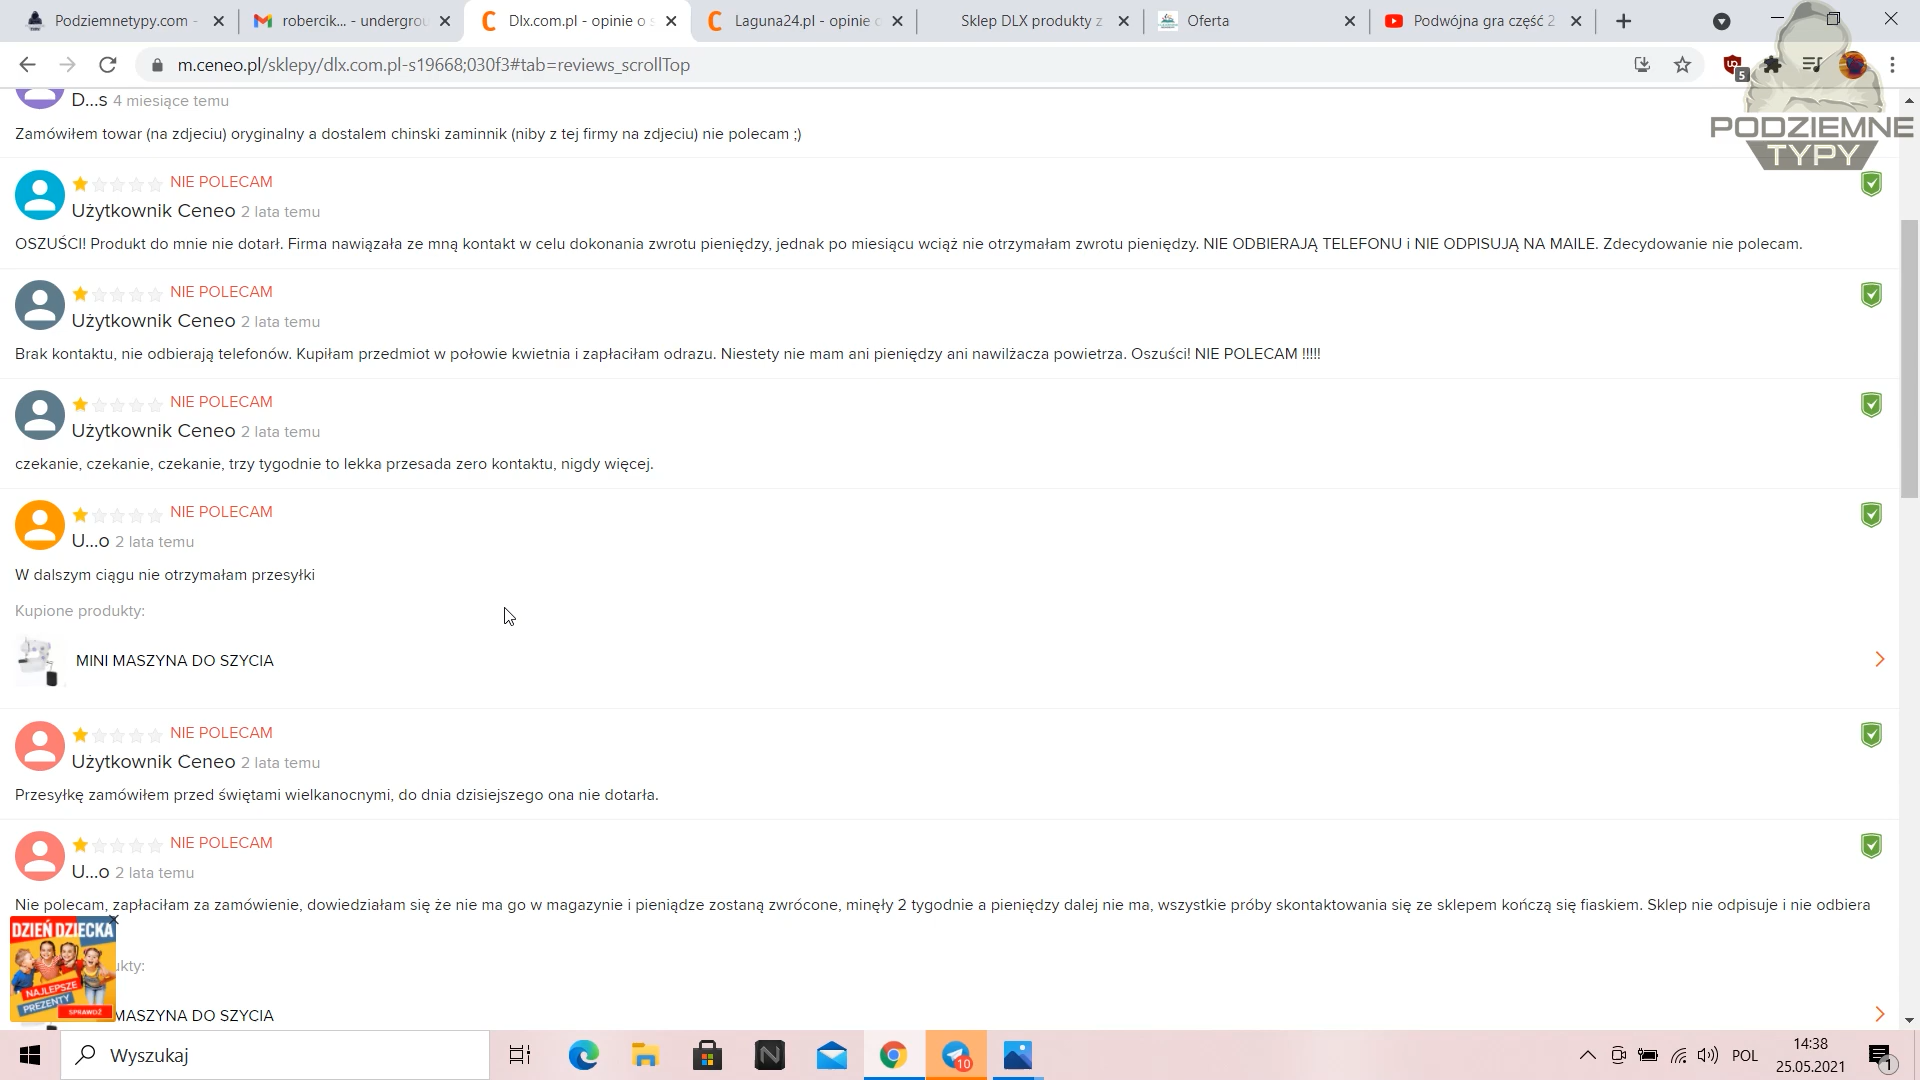 Podziemnetypy.com -
robercik... - undergrou
Dlx.com.pl - opinie o s
Laguna24.pl - opinie o
Sklep DLX produkty z
Oferta
Podwójna gra część 2
m.ceneo.pl/sklepy/dlx.com.pl-s19668;030f3#tab=reviews_scrollTop
5
PODZIEMNE
TYPY
D...s 4 miesiące temu
Zamówiłem towar (na zdjeciu) oryginalny a dostalem chinski zaminnik (niby z tej firmy na zdjeciu) nie polecam ;)
NIE POLECAM
Użytkownik Ceneo 2 lata temu
OSZUŚCI! Produkt do mnie nie dotarł. Firma nawiązała ze mną kontakt w celu dokonania zwrotu pieniędzy, jednak po miesiącu wciąż nie otrzymałam zwrotu pieniędzy. NIE ODBIERAJĄ TELEFONU i NIE ODPISUJĄ NA MAILE. Zdecydowanie nie polecam.
NIE POLECAM
Użytkownik Ceneo 2 lata temu
Brak kontaktu, nie odbierają telefonów. Kupiłam przedmiot w połowie kwietnia i zapłaciłam odrazu. Niestety nie mam ani pieniędzy ani nawilżacza powietrza. Oszuści! NIE POLECAM !!!!!
NIE POLECAM
Użytkownik Ceneo 2 lata temu
czekanie, czekanie, czekanie, trzy tygodnie to lekka przesada zero kontaktu, nigdy więcej.
NIE POLECAM
U...o 2 lata temu
W dalszym ciągu nie otrzymałam przesyłki
Kupione produkty:
MINI MASZYNA DO SZYCIA
NIE POLECAM
Użytkownik Ceneo 2 lata temu
Przesyłkę zamówiłem przed świętami wielkanocnymi, do dnia dzisiejszego ona nie dotarła.
NIE POLECAM
U...o 2 lata temu
Nie polecam, zapłaciłam za zamówienie, dowiedziałam się że nie ma go w magazynie i pieniądze zostaną zwrócone, minęły 2 tygodnie a pieniędzy dalej nie ma, wszystkie próby skontaktowania się ze sklepem kończą się fiaskiem. Sklep nie odpisuje i nie odbiera
DZIEŃ DZIECKA
NAJLEPSZE
PREZENTY
SPRAWDŹ
ukty:
MASZYNA DO SZYCIA
Wyszukaj
10
POL
14:38
25.05.2021
1